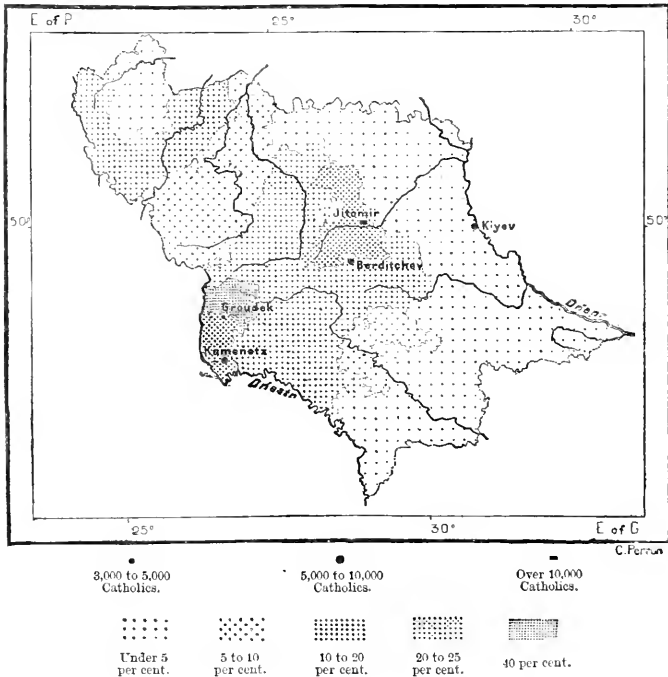 E of P 25° 30°
50° 50°
Jitomir
Kiyev
Berditchev
Groudek
Dniepr
Kamenetz
Dniestr
25° 30° E of G
C. Perron
3,000 to 5,000 5,000 to 10,000 Over 10,000
Catholics. Catholics. Catholics.
Under 5 5 to 10 10 to 20 20 to 25 40 per cent.
per cent. per cent. per cent. per cent.